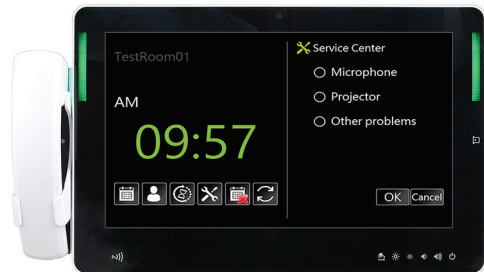 TestRoom01
AM
09:57
Service Center
Microphone
Projector
Other problems
OK Cancel